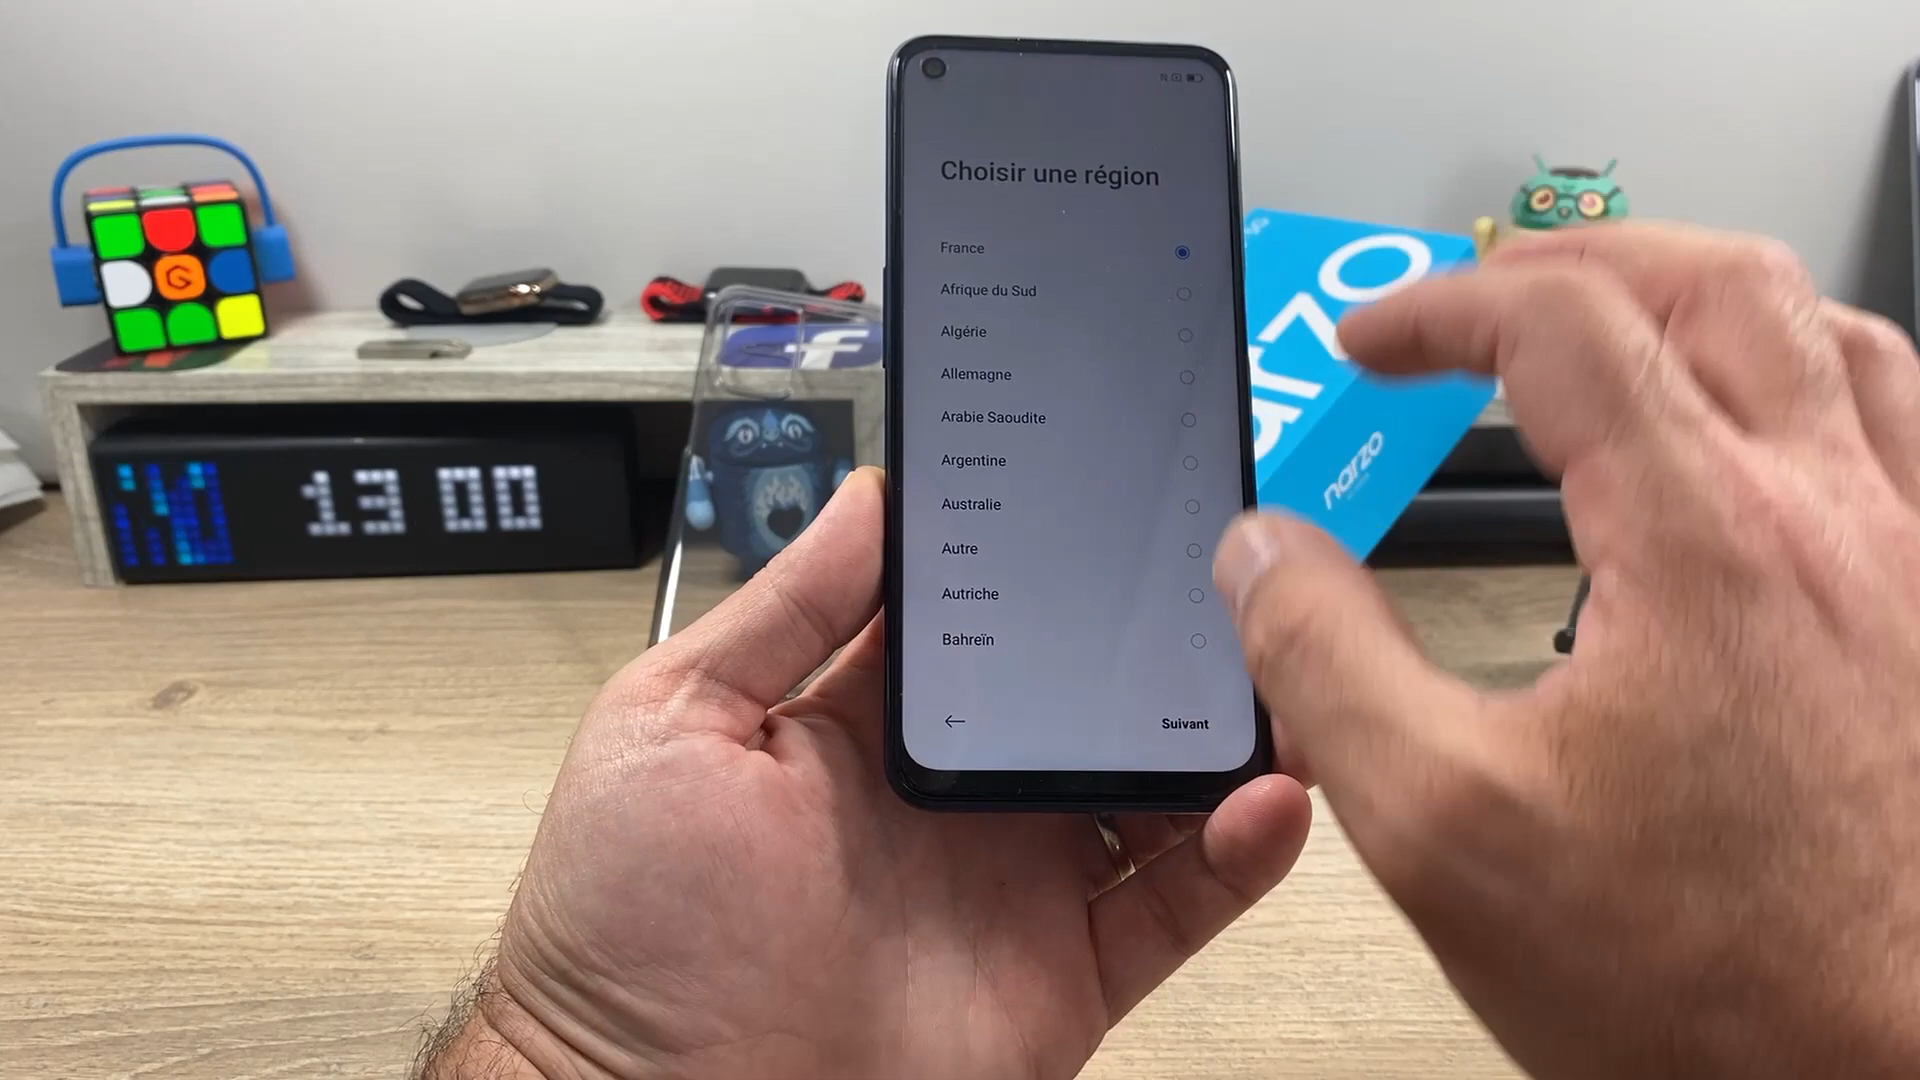 Choisir une région
France
Afrique du Sud
Algérie
Allemagne
Arabie Saoudite
Argentine
Australie
Autre
Autriche
Bahreïn
Suivant
13 00
narzo
f
G